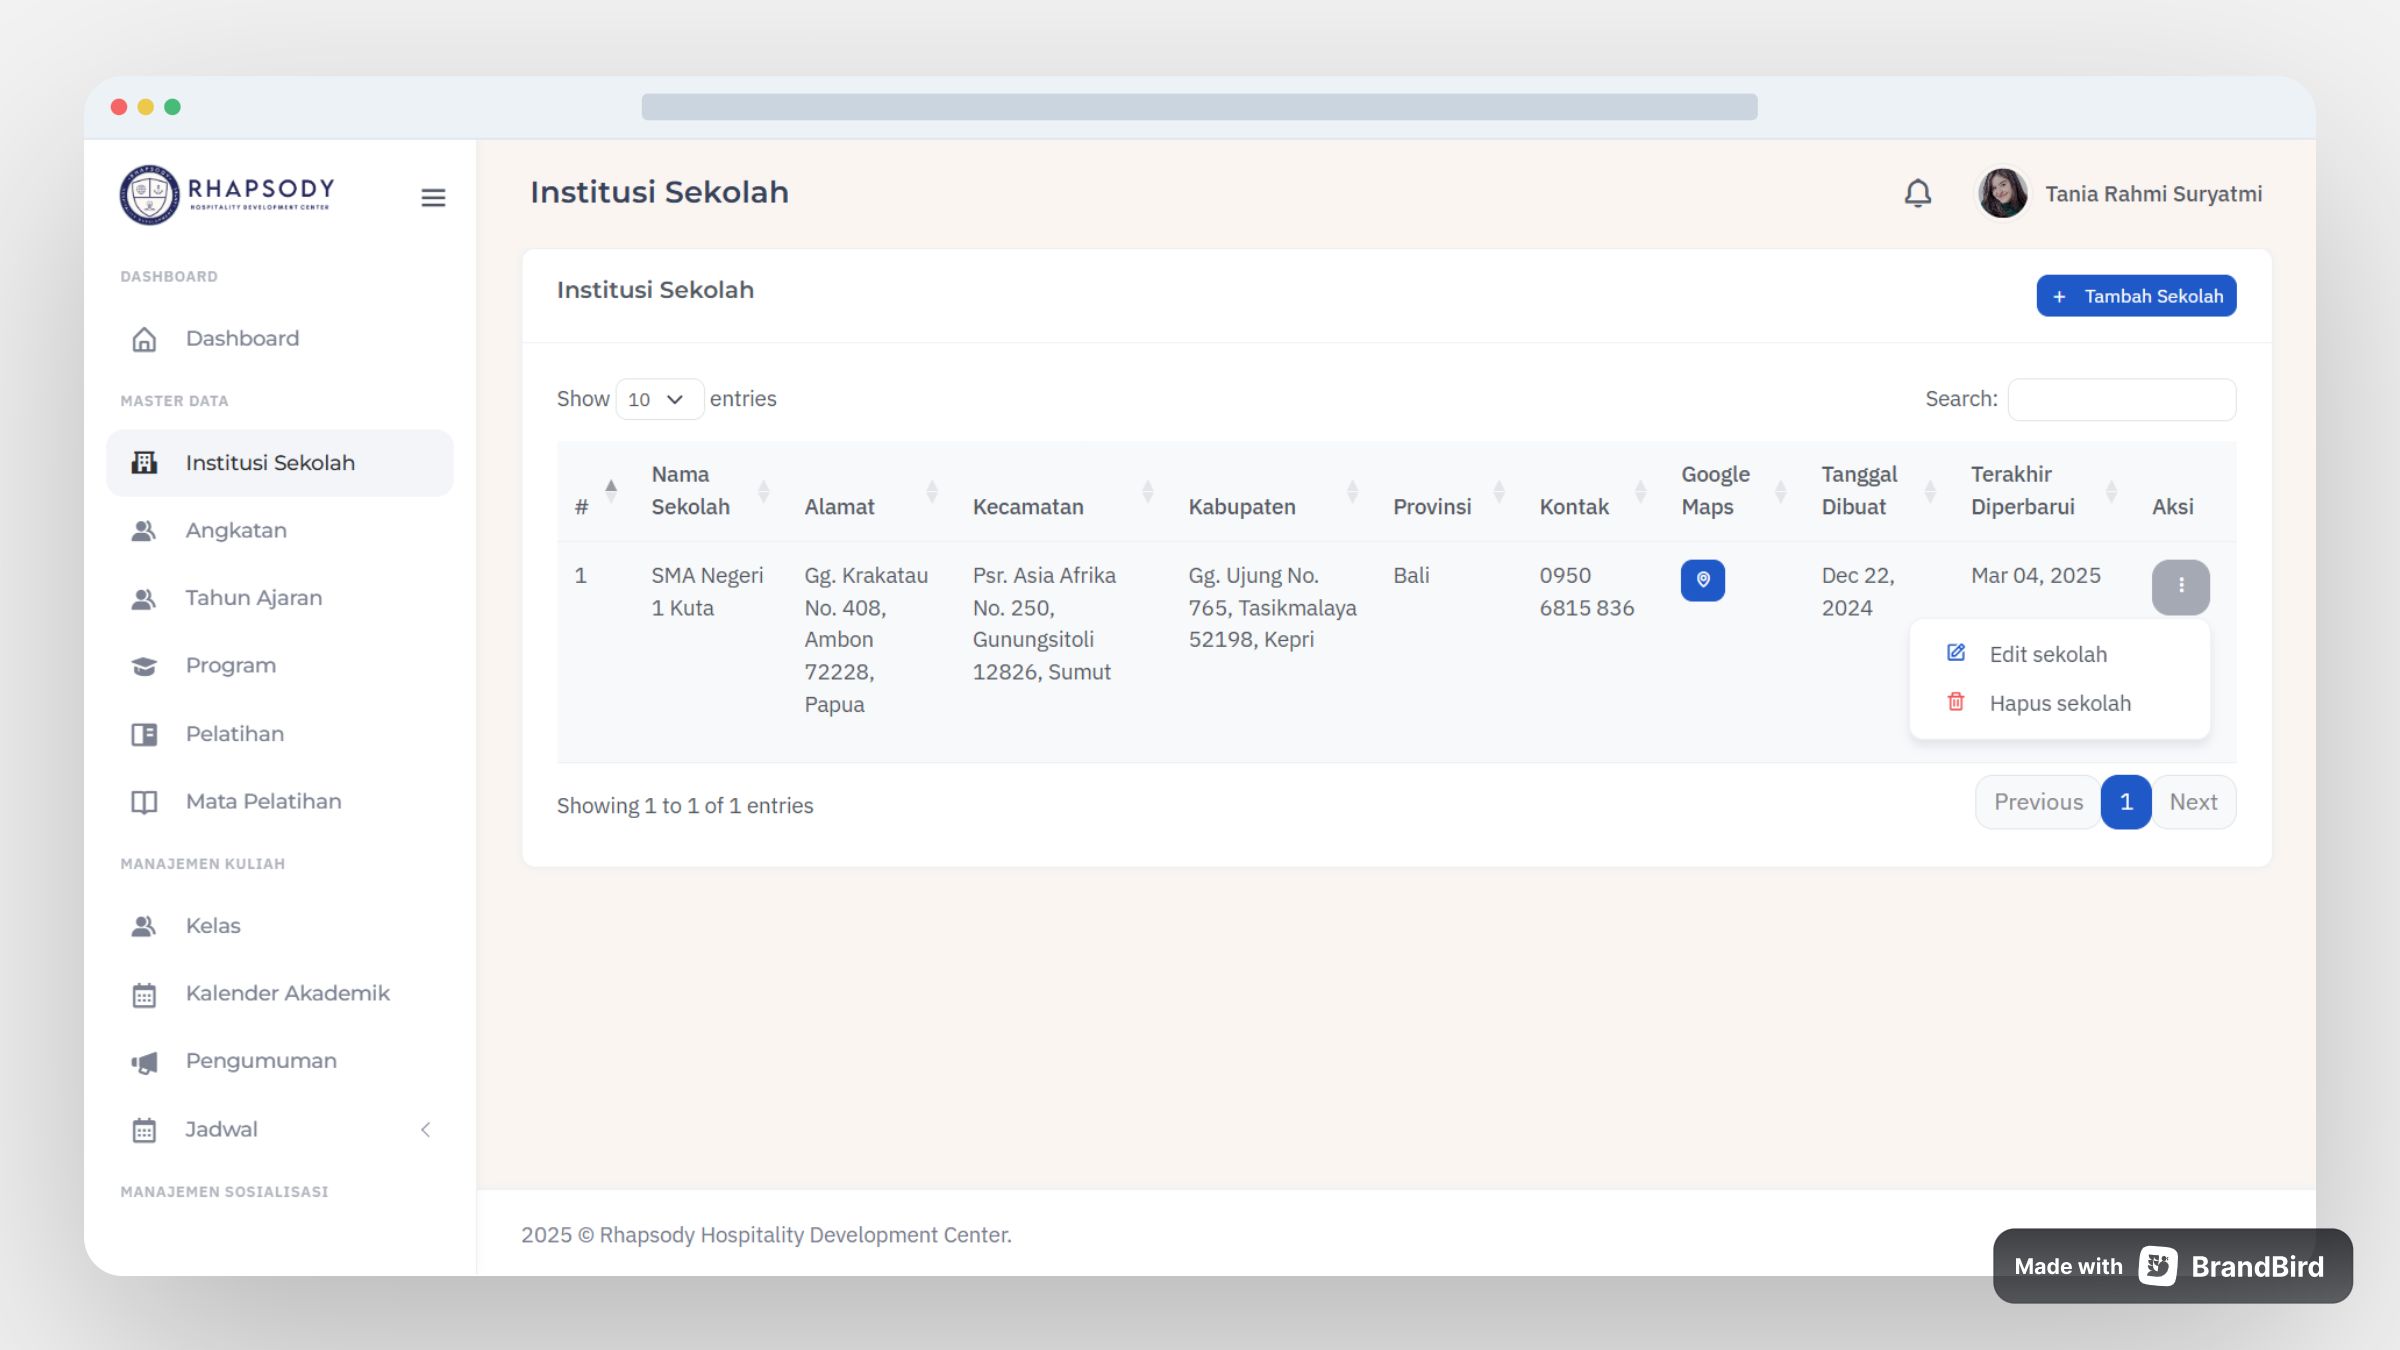 RHAPSODY
HOSPITALITY DEVELOPMENT CENTER
DASHBOARD
Dashboard
MASTER DATA
Institusi Sekolah
Angkatan
Tahun Ajaran
Program
Pelatihan
Mata Pelatihan
MANAJEMEN KULIAH
Kelas
Kalender Akademik
Pengumuman
Jadwal
MANAJEMEN SOSIALISASI
Institusi Sekolah
Tania Rahmi Suryatmi
Institusi Sekolah
+ Tambah Sekolah
Show 10 entries
Search:
# Nama Sekolah Alamat Kecamatan Kabupaten Provinsi Kontak Google Maps Tanggal Dibuat Terakhir Diperbarui Aksi
1
SMA Negeri
1 Kuta
Gg. Krakatau
No. 408,
Ambon
72228,
Papua
Psr. Asia Afrika
No. 250,
Gunungsitoli
12826, Sumut
Gg. Ujung No.
765, Tasikmalaya
52198, Kepri
Bali
0950
6815 836
Dec 22,
2024
Mar 04, 2025
Edit sekolah
Hapus sekolah
Showing 1 to 1 of 1 entries
Previous 1 Next
2025 © Rhapsody Hospitality Development Center.
Made with BrandBird